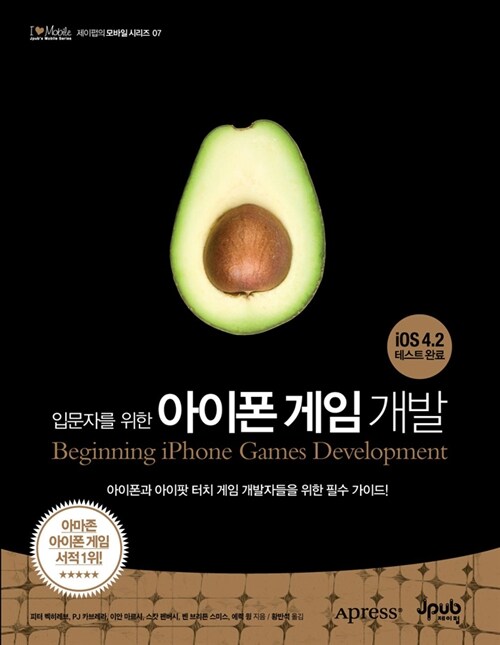 I ♥ Mobile
Jpub's Mobile Series
제이펍의 모바일 시리즈 07
iOS 4.2
테스트 완료
입문자를 위한 아이폰 게임 개발
Beginning iPhone Games Development
아이폰과 아이팟 터치 게임 개발자들을 위한 필수 가이드!
아마존
아이폰 게임
서적 1위!
★★★★★
피터 벡히레브, PJ 카브레라, 이안 마르시, 스캇 펜버시, 벤 브리튼 스미스, 에릭 윙 지음 / 황반석 옮김
Apress®
Jpub
제이펍